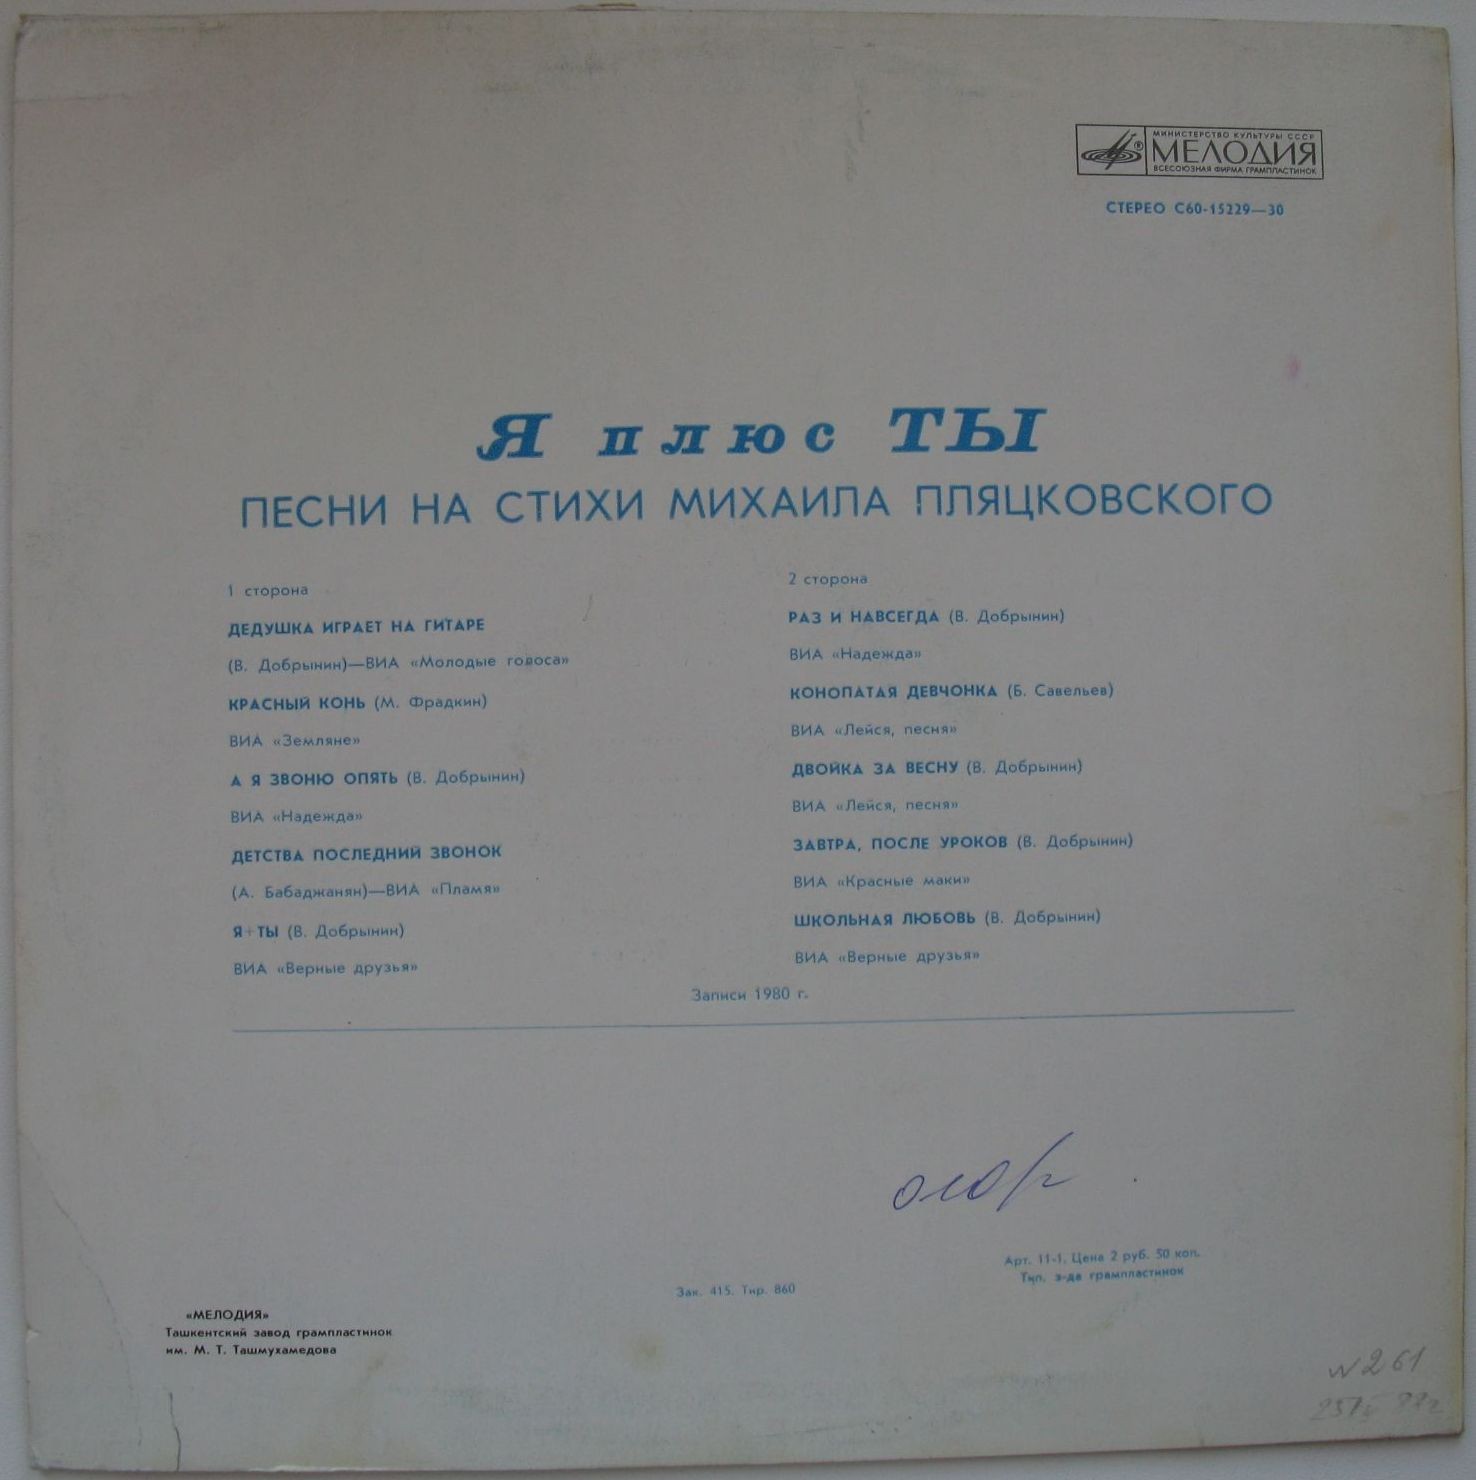 МИНИСТЕРСТВО КУЛЬТУРЫ СССР
МЕЛОДИЯ
ВСЕСОЮЗНАЯ ФИРМА ГРАМПЛАСТИНОК
СТЕРЕО С60-15229—30
Я плюс ТЫ
ПЕСНИ НА СТИХИ МИХАИЛА ПЛЯЦКОВСКОГО
1 сторона
ДЕДУШКА ИГРАЕТ НА ГИТАРЕ
(В. Добрынин)—ВИА «Молодые голоса»
КРАСНЫЙ КОНЬ (М. Фрадкин)
ВИА «Земляне»
А Я ЗВОНЮ ОПЯТЬ (В. Добрынин)
ВИА «Надежда»
ДЕТСТВА ПОСЛЕДНИЙ ЗВОНОК
(А. Бабаджанян)—ВИА «Пламя»
Я+ТЫ (В. Добрынин)
ВИА «Верные друзья»
2 сторона
РАЗ И НАВСЕГДА (В. Добрынин)
ВИА «Надежда»
КОНОПАТАЯ ДЕВЧОНКА (Б. Савельев)
ВИА «Лейся, песня»
ДВОЙКА ЗА ВЕСНУ (В. Добрынин)
ВИА «Лейся, песня»
ЗАВТРА, ПОСЛЕ УРОКОВ (В. Добрынин)
ВИА «Красные маки»
ШКОЛЬНАЯ ЛЮБОВЬ (В. Добрынин)
ВИА «Верные друзья»
Записи 1980 г.
Арт. 11-1. Цена 2 руб. 50 коп.
Тип. з-да грампластинок
Зак. 415. Тир. 860
«МЕЛОДИЯ»
Ташкентский завод грампластинок
им. М. Т. Ташмухамедова
N261